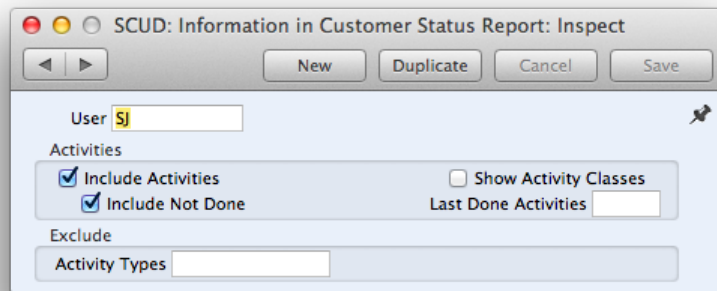 SCUD: Information in Customer Status Report: Inspect
New Duplicate Cancel Save
User SJ
Activities
Include Activities Show Activity Classes
Include Not Done Last Done Activities
Exclude
Activity Types